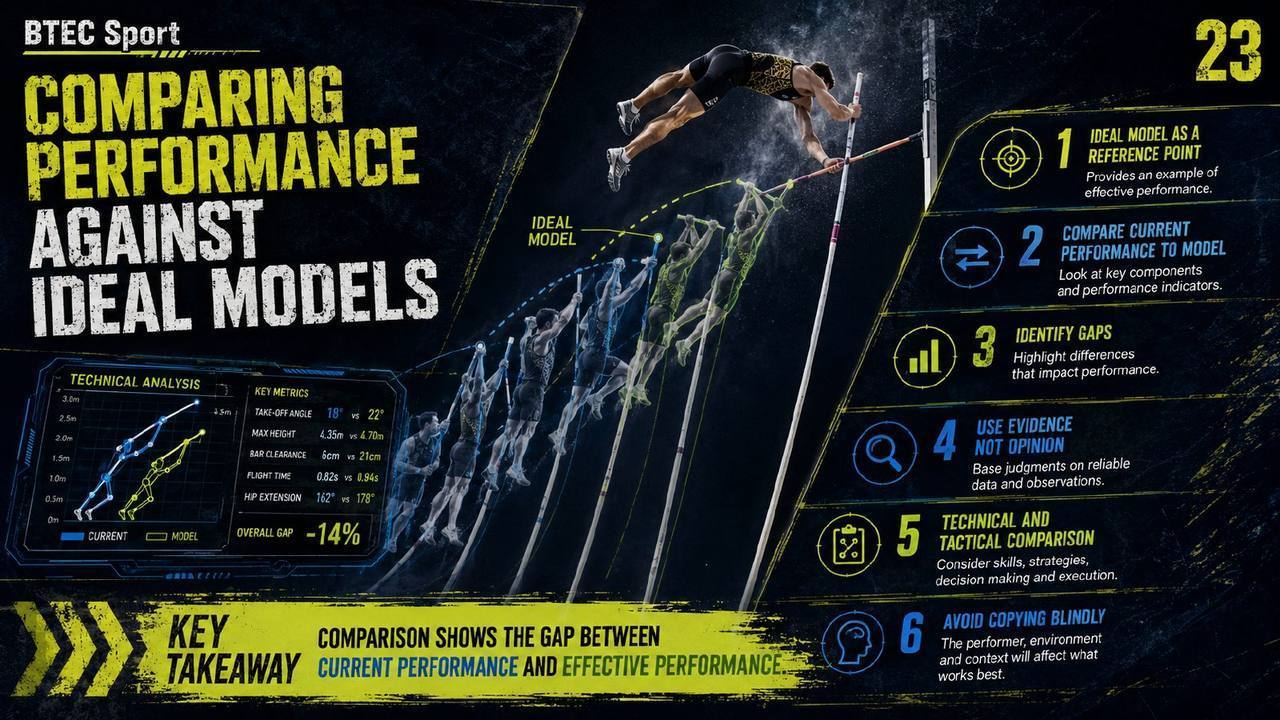 BTEC Sport
COMPARING
PERFORMANCE
AGAINST
IDEAL MODELS
23
IDEAL
MODEL
1 IDEAL MODEL AS A
REFERENCE POINT
Provides an example of
effective performance.
2 COMPARE CURRENT
PERFORMANCE TO MODEL
Look at key components
and performance indicators.
3 IDENTIFY GAPS
Highlight differences
that impact performance.
4 USE EVIDENCE
NOT OPINION
Base judgments on reliable
data and observations.
5 TECHNICAL AND
TACTICAL COMPARISON
Consider skills, strategies,
decision making and execution.
6 AVOID COPYING BLINDLY
The performer, environment
and context will affect what
works best.
TECHNICAL ANALYSIS
3.0m
2.5m
2.0m
1.5m
1.0m
0.5m
0m
CURRENT MODEL
KEY METRICS
TAKE-OFF ANGLE 18° vs 22°
MAX HEIGHT 4.35m vs 4.70m
BAR CLEARANCE 6cm vs 21cm
FLIGHT TIME 0.82s vs 0.94s
HIP EXTENSION 162° vs 178°
OVERALL GAP -14%
KEY
TAKEAWAY
COMPARISON SHOWS THE GAP BETWEEN
CURRENT PERFORMANCE AND EFFECTIVE PERFORMANCE.